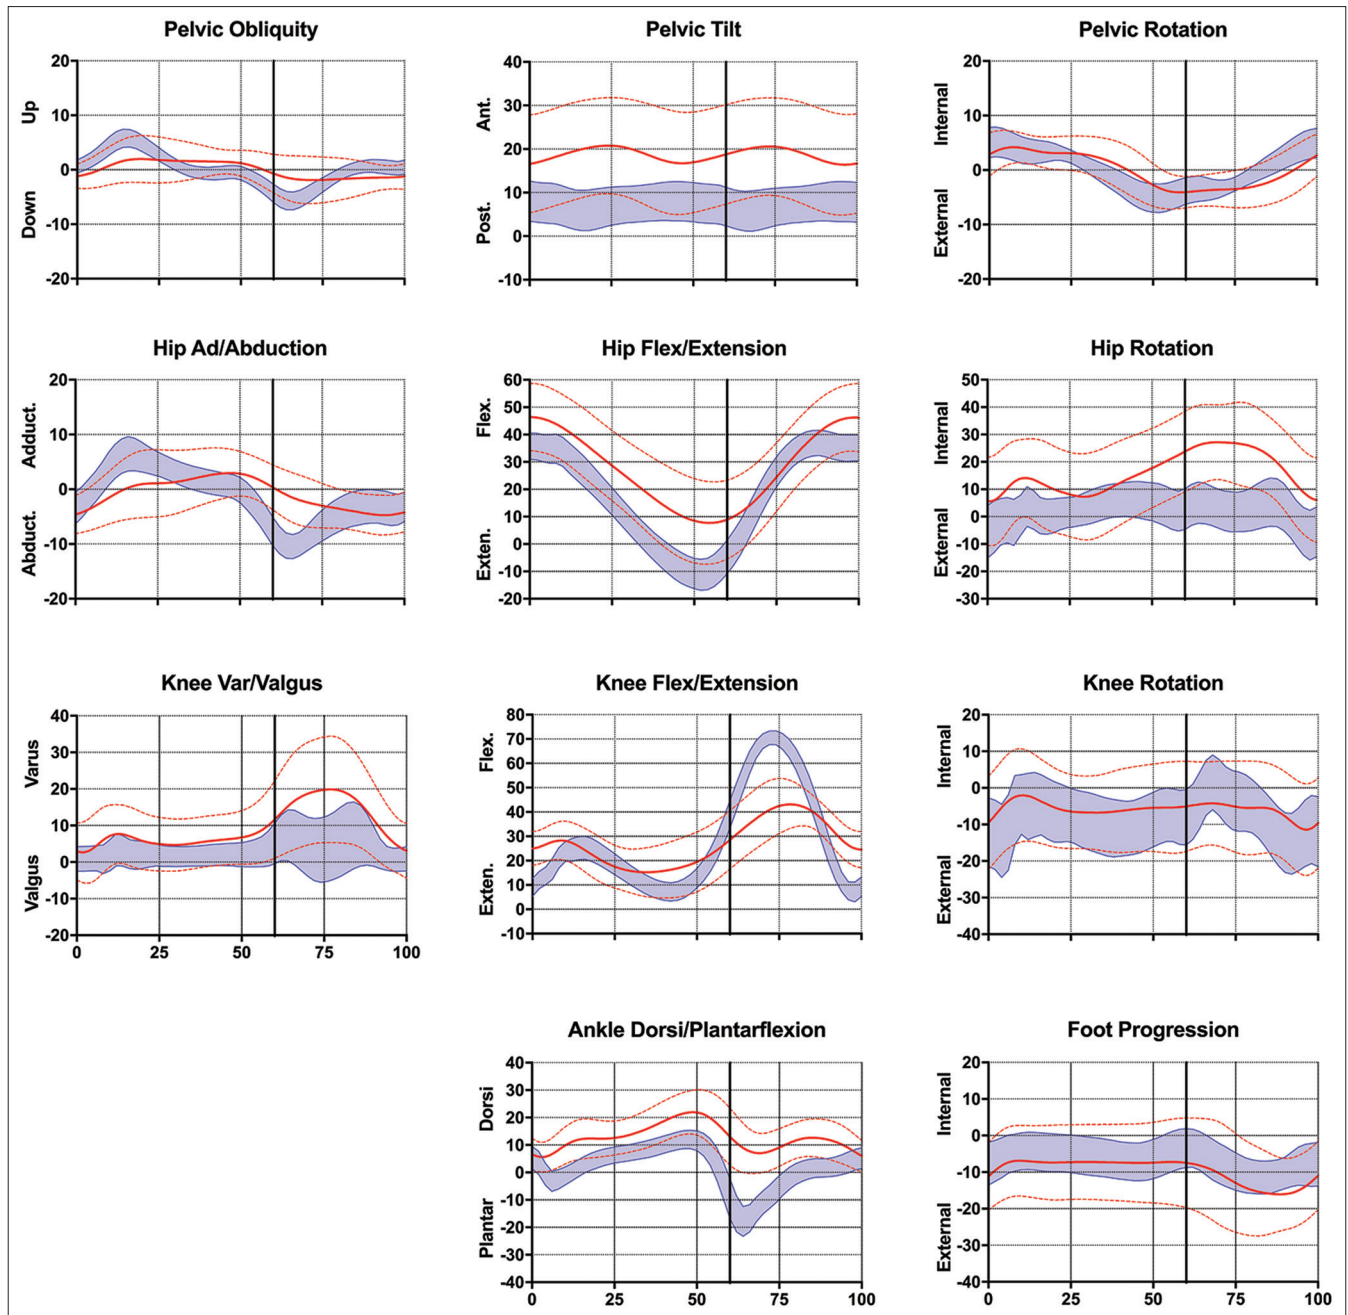 Pelvic Obliquity
Pelvic Tilt
Pelvic Rotation
20
10
0
-10
-20
Up
Down
40
30
20
10
0
-10
Ant.
Post.
20
10
0
-10
-20
Internal
External
Hip Ad/Abduction
Hip Flex/Extension
Hip Rotation
20
10
0
-10
-20
Adduct.
Abduct.
60
50
40
30
20
10
0
-10
-20
Flex.
Exten.
50
40
30
20
10
0
-10
-20
-30
Internal
External
Knee Var/Valgus
Knee Flex/Extension
Knee Rotation
40
30
20
10
0
-10
-20
Varus
Valgus
0 25 50 75 100
80
70
60
50
40
30
20
10
0
-10
Flex.
Exten.
20
10
0
-10
-20
-30
-40
Internal
External
Ankle Dorsi/Plantarflexion
Foot Progression
40
30
20
10
0
-10
-20
-30
-40
Dorsi
Plantar
0 25 50 75 100
20
10
0
-10
-20
-30
-40
Internal
External
0 25 50 75 100